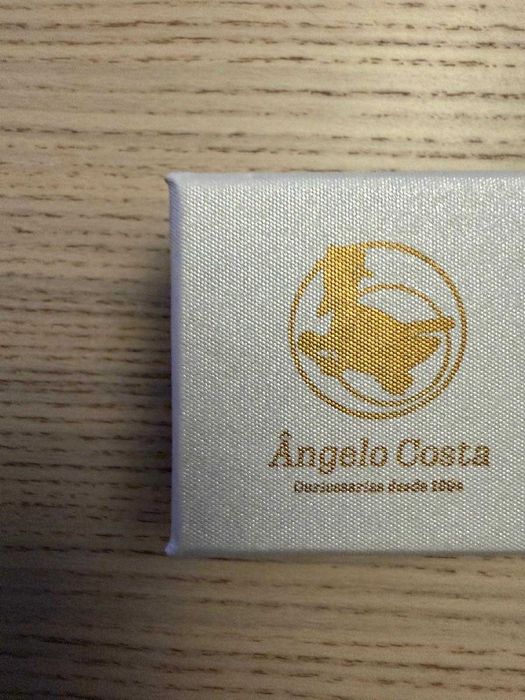 Ângelo Costa
Ourivesarias desde